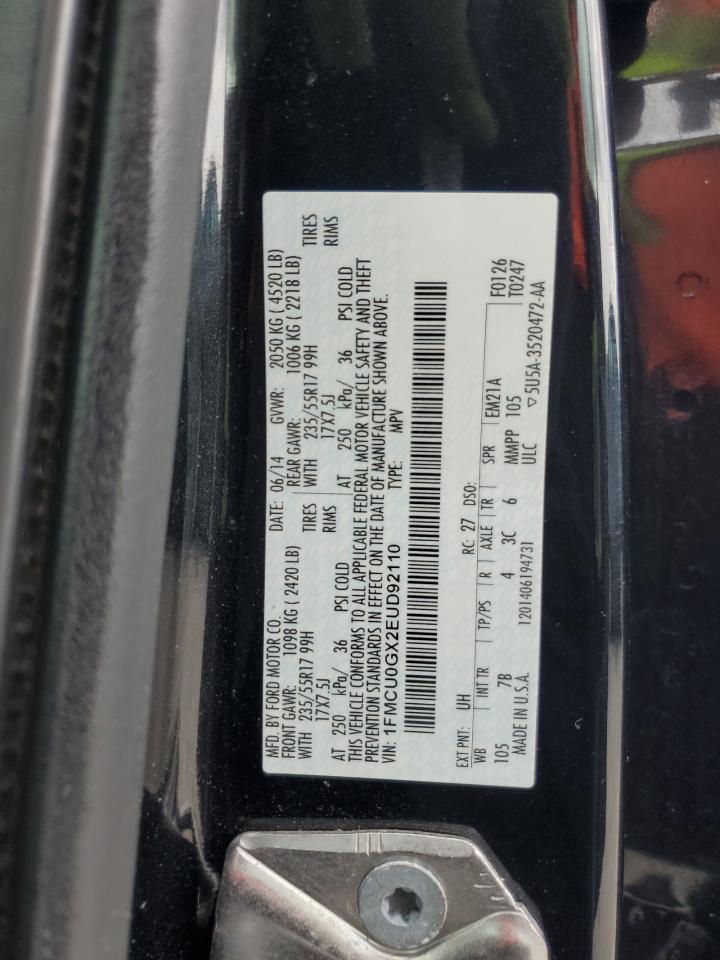 MFD. BY FORD MOTOR CO. DATE: 06/14 GVWR: 2050 KG ( 4520 LB)
FRONT GAWR: 1098 KG ( 2420 LB) REAR GAWR: 1006 KG ( 2218 LB)
WITH 235/55R17 99H TIRES WITH 235/55R17 99H TIRES
17X7.5J RIMS 17X7.5J RIMS
AT 250 kPa/ 36 PSI COLD AT 250 kPa/ 36 PSI COLD
THIS VEHICLE CONFORMS TO ALL APPLICABLE FEDERAL MOTOR VEHICLE SAFETY AND THEFT
PREVENTION STANDARDS IN EFFECT ON THE DATE OF MANUFACTURE SHOWN ABOVE.
VIN: 1FMCU0GX2EUD92110 TYPE: MPV
EXT PNT: UH RC: 27 DSO:
WB INT TR TP/PS R AXLE TR SPR EM21A F0126
105 7B 4 3C 6 MMPP 105 T0247
MADE IN U.S.A. 1201406194731 ULC ▽5U5A-3520472-AA